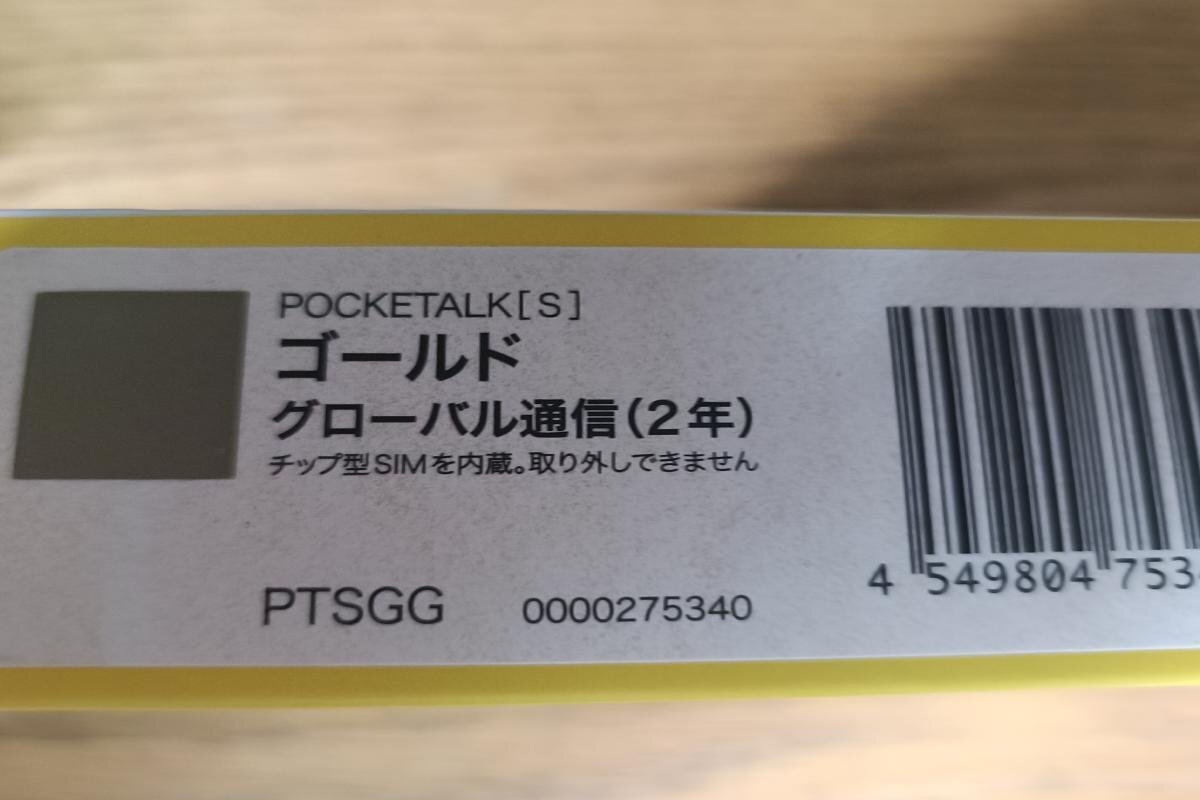 POCKETALK[S]
ゴールド
グローバル通信(2年)
チップ型SIMを内蔵。取り外しできません
PTSGG 0000275340
4 549804 753